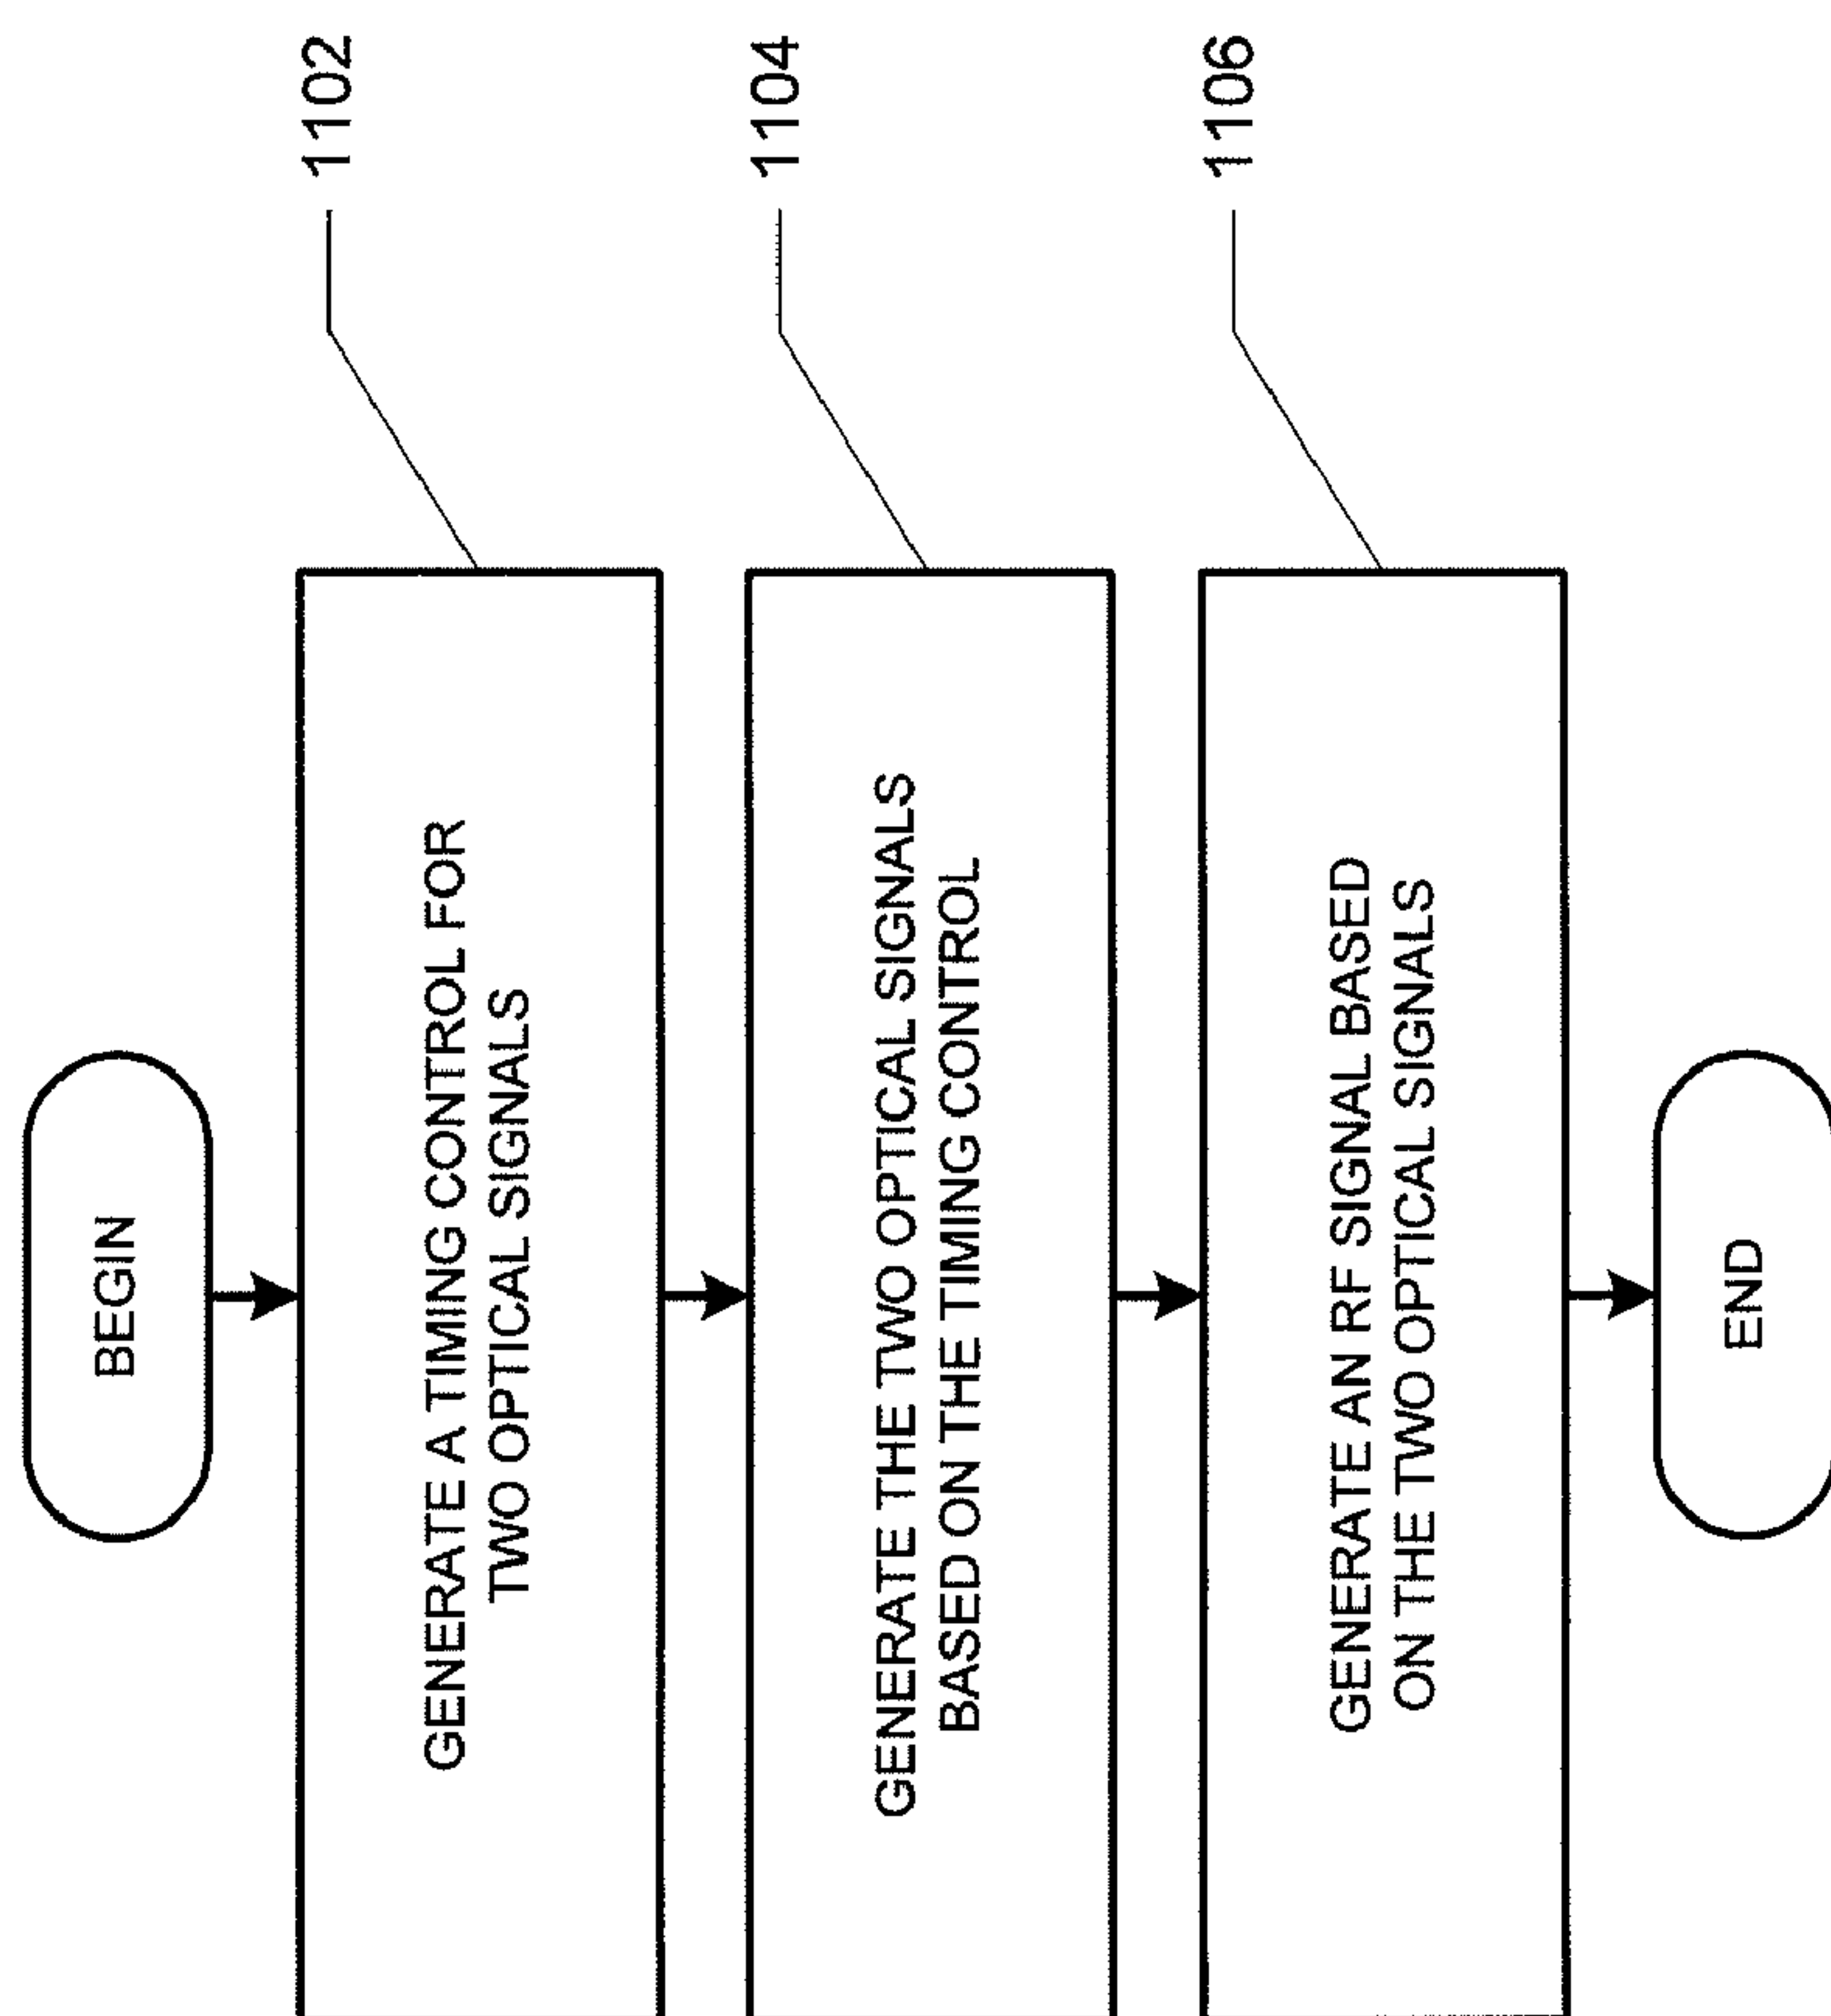 BEGIN
GENERATE A TIMING CONTROL FOR
TWO OPTICAL SIGNALS
1102
GENERATE THE TWO OPTICAL SIGNALS
BASED ON THE TIMING CONTROL
1104
GENERATE AN RF SIGNAL BASED
ON THE TWO OPTICAL SIGNALS
1106
END